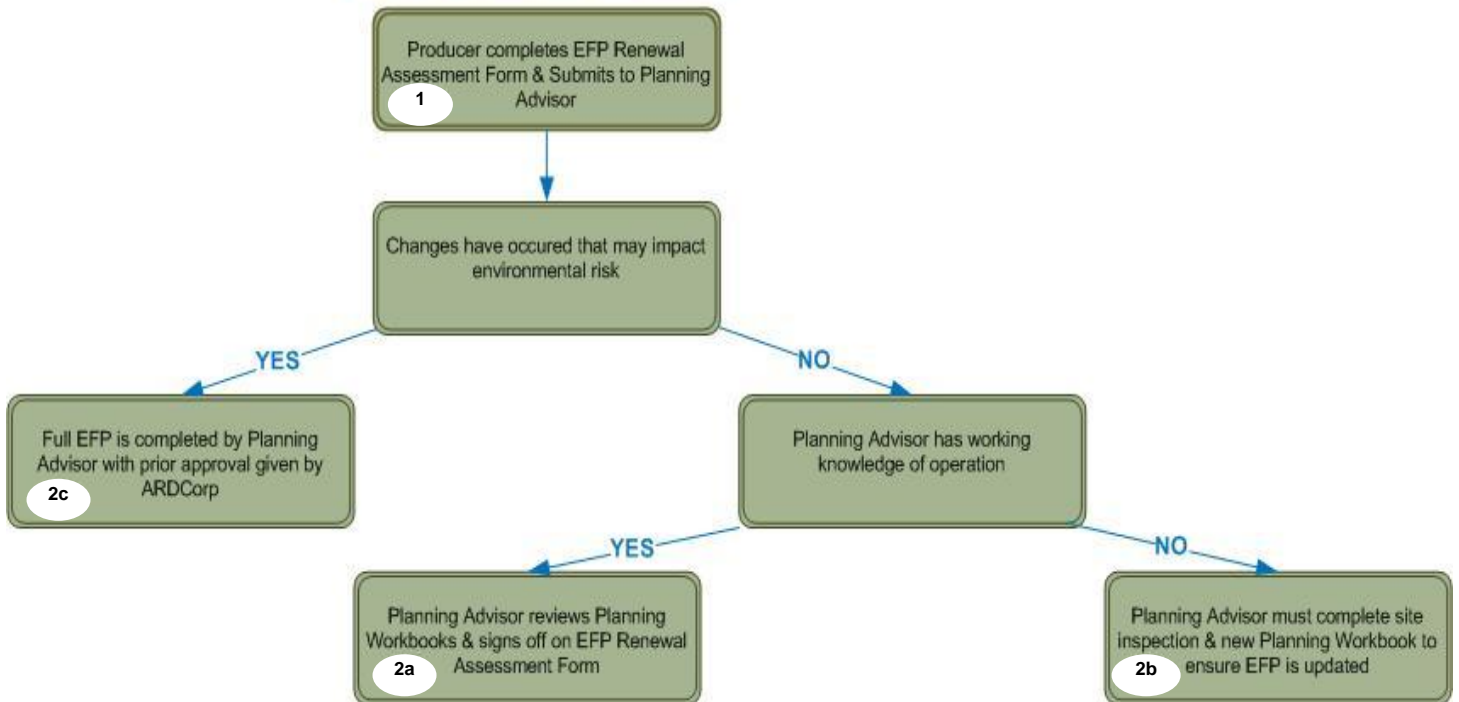 Producer completes EFP Renewal
Assessment Form & Submits to Planning
Advisor
1
Changes have occured that may impact
environmental risk
YES
NO
Full EFP is completed by Planning
Advisor with prior approval given by
ARDCorp
2c
Planning Advisor has working
knowledge of operation
YES
NO
Planning Advisor reviews Planning
Workbooks & signs off on EFP Renewal
Assessment Form
2a
Planning Advisor must complete site
inspection & new Planning Workbook to
ensure EFP is updated
2b